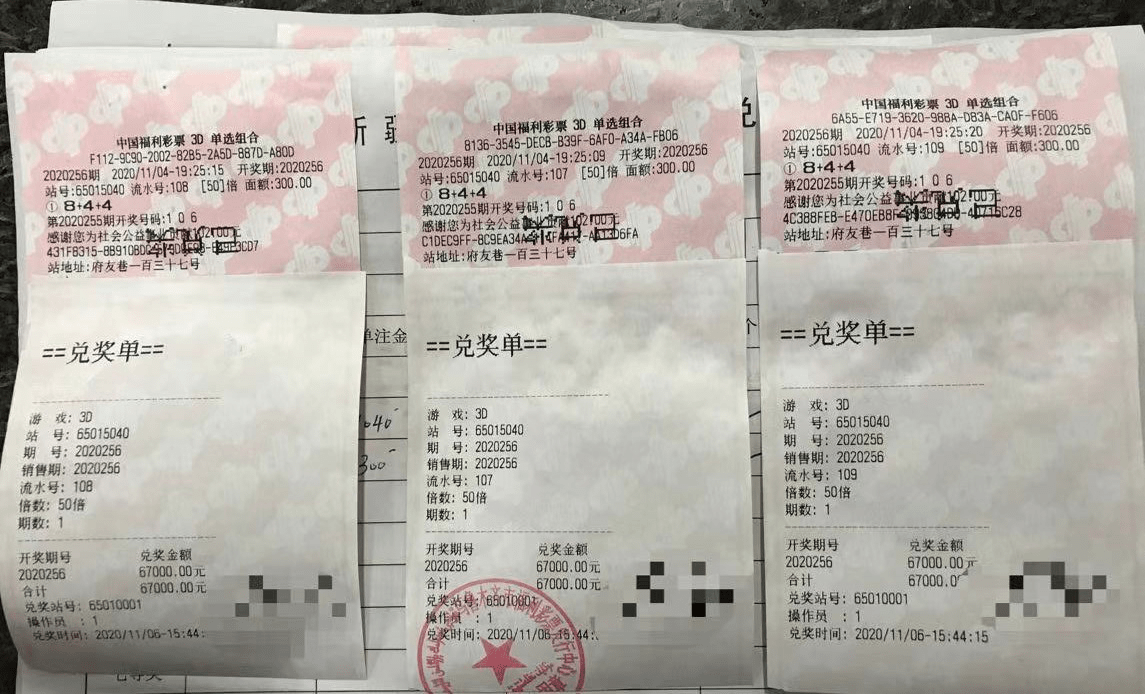 中国福利彩票 3D 单选组合
F112-9C90-2002-82B5-2A5D-887D-A80D
2020256期 2020/11/04-19:25:15 开奖期:2020256
站号:65015040 流水号:108 [50]倍 面额:300.00
① 8+4+4
第2020255期开奖号码:1 0 6
感谢您为社会公益
站地址:府友巷一百三十七号
==兑奖单==
游 戏: 3D
站 号: 65015040
期 号: 2020256
销售期: 2020256
流水号: 108
倍数: 50倍
期数: 1
开奖期号 兑奖金额
2020256 67000.00元
合计 67000.00元
兑奖站号: 65010001
操作员 : 1
兑奖时间: 2020/11/06-15:44:
中国福利彩票 3D 单选组合
8136-3545-DECB-B39F-6AF0-A34A-FB06
2020256期 2020/11/04-19:25:09 开奖期:2020256
站号:65015040 流水号:107 [50]倍 面额:300.00
① 8+4+4
第2020255期开奖号码:1 0 6
感谢您为社会公益
站地址:府友巷一百三十七号
==兑奖单==
游 戏: 3D
站 号: 65015040
期 号: 2020256
销售期: 2020256
流水号: 107
倍数: 50倍
期数: 1
开奖期号 兑奖金额
2020256 67000.00元
合计 67000.00元
兑奖站号: 65010001
操作员 : 1
兑奖时间: 2020/11/06-15:44:
中国福利彩票 3D 单选组合
6A55-E719-3620-988A-D83A-CA0F-F606
2020256期 2020/11/04-19:25:20 开奖期:2020256
站号:65015040 流水号:109 [50]倍 面额:300.00
① 8+4+4
第2020255期开奖号码:1 0 6
感谢您为社会公益
站地址:府友巷一百三十七号
==兑奖单==
游 戏: 3D
站 号: 65015040
期 号: 2020256
销售期: 2020256
流水号: 109
倍数: 50倍
期数: 1
开奖期号 兑奖金额
2020256 67000.00元
合计 67000.0
兑奖站号: 65010001
操作员 : 1
兑奖时间: 2020/11/06-15:44:15
单注金